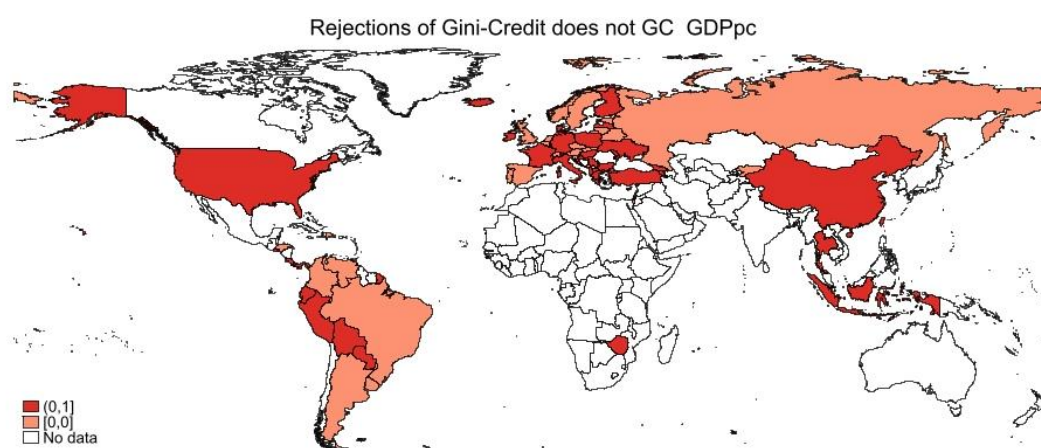 Rejections of Gini-Credit does not GC GDPpc
(0,1]
[0,0]
No data